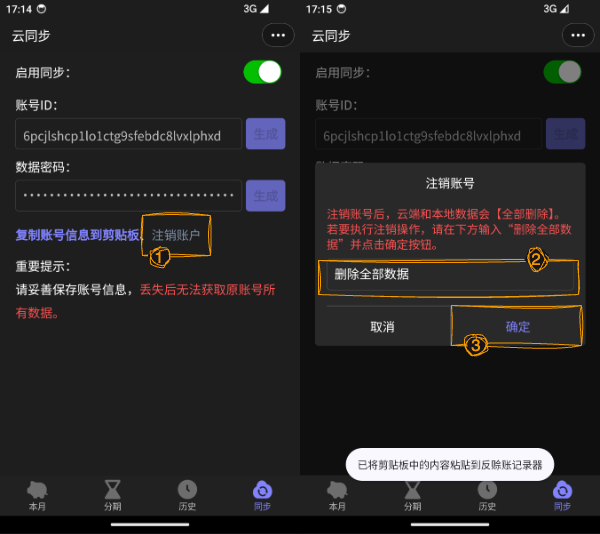 17:14
3G
云同步
启用同步：
账号ID：
6pcjlshcp1lo1ctg9sfebdc8lvxlphxd
生成
数据密码：
································
生成
复制账号信息到剪贴板。
注销账户
1
重要提示：
请妥善保存账号信息，丢失后无法获取原账号所
有数据。
本月
分期
历史
同步
17:15
3G
云同步
启用同步：
账号ID：
6pcjlshcp1lo1ctg9sfebdc8lvxlphxd
生成
注销账号
注销账号后，云端和本地数据会【全部删除】。
若要执行注销操作，请在下方输入“删除全部数
据”并点击确定按钮。
2
删除全部数据
取消
确定
3
已将剪贴板中的内容粘贴到反赊账记录器
本月
分期
历史
同步